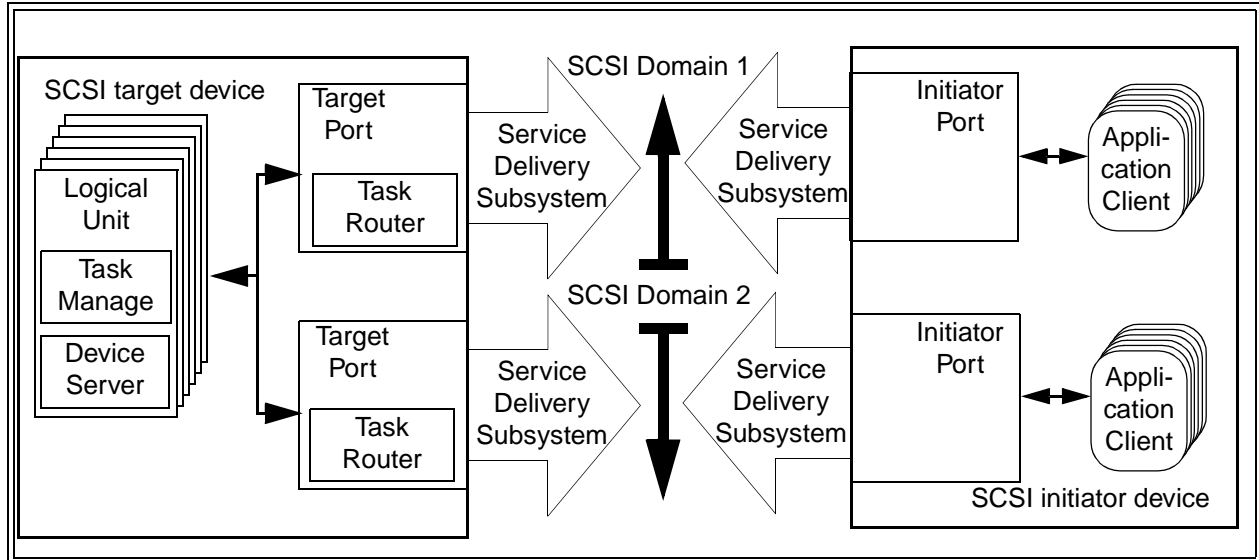 SCSI target device
Logical
Unit
Task
Manage
Device
Server
Target
Port
Task
Router
Target
Port
Task
Router
Service
Delivery
Subsystem
Service
Delivery
Subsystem
SCSI Domain 1
SCSI Domain 2
Service
Delivery
Subsystem
Service
Delivery
Subsystem
Initiator
Port
Appli-
cation
Client
Initiator
Port
Appli-
cation
Client
SCSI initiator device